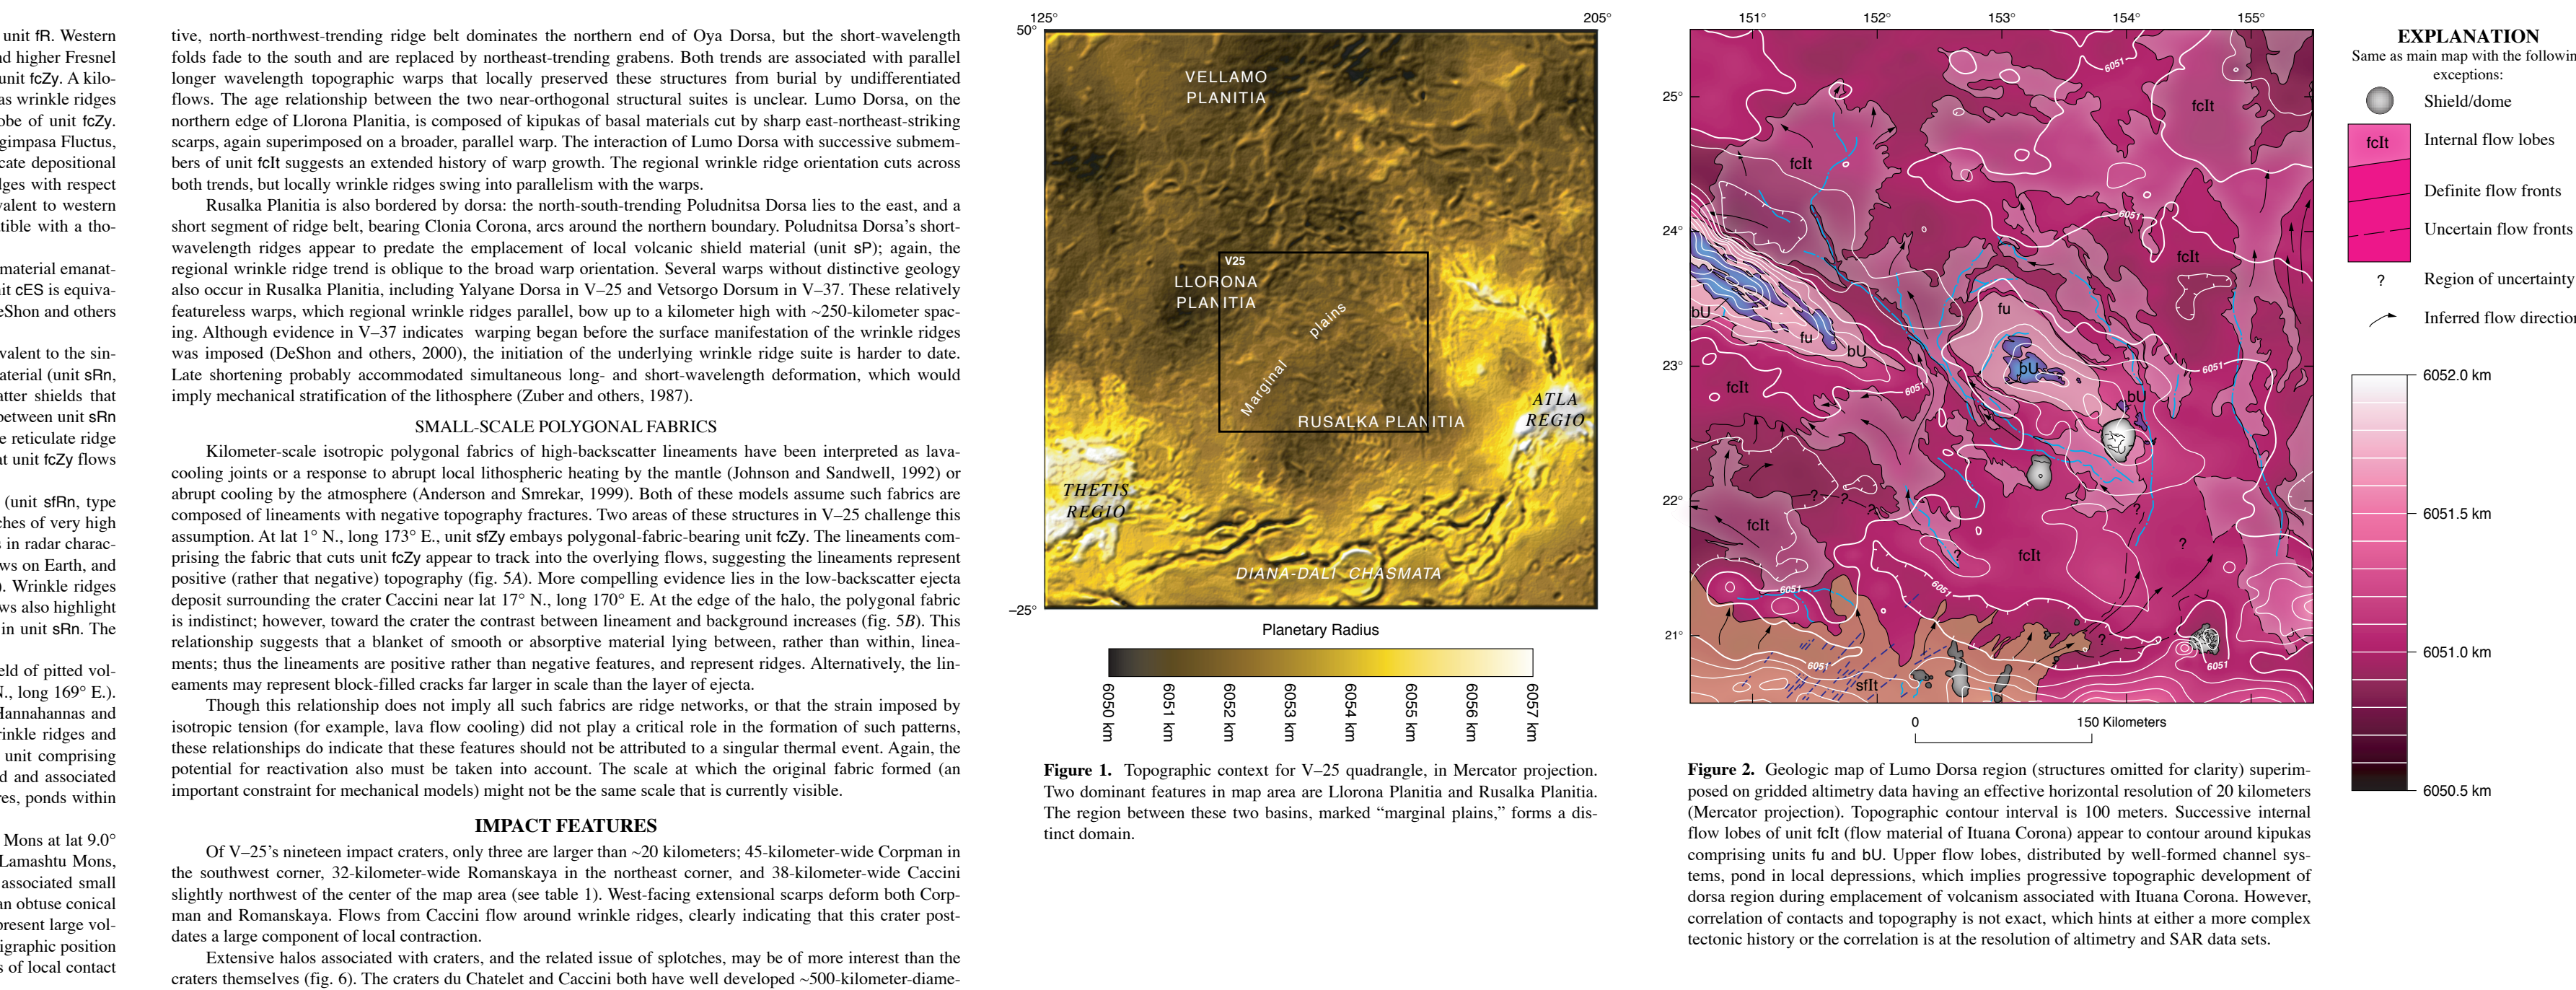 unit fR. Western
nd higher Fresnel
unit fcZy. A kilo-
as wrinkle ridges
obe of unit fcZy.
gimpasa Fluctus,
cate depositional
lges with respect
valent to western
tible with a tho-
material emanat-
nit cES is equiva-
eShon and others
valent to the sin-
aterial (unit sRn,
atter shields that
between unit sRn
e reticulate ridge
at unit fcZy flows
(unit sfRn, type
ches of very high
s in radar charac-
ws on Earth, and
). Wrinkle ridges
ws also highlight
in unit sRn. The
eld of pitted vol-
N., long 169° E.).
Hannahannas and
rinkle ridges and
unit comprising
d and associated
res, ponds within
Mons at lat 9.0°
Lamashtu Mons,
associated small
an obtuse conical
present large vol-
igraphic position
s of local contact
tive, north-northwest-trending ridge belt dominates the northern end of Oya Dorsa, but the short-wavelength
folds fade to the south and are replaced by northeast-trending grabens. Both trends are associated with parallel
longer wavelength topographic warps that locally preserved these structures from burial by undifferentiated
flows. The age relationship between the two near-orthogonal structural suites is unclear. Lumo Dorsa, on the
northern edge of Llorona Planitia, is composed of kipukas of basal materials cut by sharp east-northeast-striking
scarps, again superimposed on a broader, parallel warp. The interaction of Lumo Dorsa with successive submem-
bers of unit fcIt suggests an extended history of warp growth. The regional wrinkle ridge orientation cuts across
both trends, but locally wrinkle ridges swing into parallelism with the warps.
Rusalka Planitia is also bordered by dorsa: the north-south-trending Poludnitsa Dorsa lies to the east, and a
short segment of ridge belt, bearing Clonia Corona, arcs around the northern boundary. Poludnitsa Dorsa's short-
wavelength ridges appear to predate the emplacement of local volcanic shield material (unit sP); again, the
regional wrinkle ridge trend is oblique to the broad warp orientation. Several warps without distinctive geology
also occur in Rusalka Planitia, including Yalyane Dorsa in V–25 and Vetsorgo Dorsum in V–37. These relatively
featureless warps, which regional wrinkle ridges parallel, bow up to a kilometer high with ~250-kilometer spac-
ing. Although evidence in V–37 indicates warping began before the surface manifestation of the wrinkle ridges
was imposed (DeShon and others, 2000), the initiation of the underlying wrinkle ridge suite is harder to date.
Late shortening probably accommodated simultaneous long- and short-wavelength deformation, which would
imply mechanical stratification of the lithosphere (Zuber and others, 1987).
SMALL-SCALE POLYGONAL FABRICS
Kilometer-scale isotropic polygonal fabrics of high-backscatter lineaments have been interpreted as lava-
cooling joints or a response to abrupt local lithospheric heating by the mantle (Johnson and Sandwell, 1992) or
abrupt cooling by the atmosphere (Anderson and Smrekar, 1999). Both of these models assume such fabrics are
composed of lineaments with negative topography fractures. Two areas of these structures in V–25 challenge this
assumption. At lat 1° N., long 173° E., unit sfZy embays polygonal-fabric-bearing unit fcZy. The lineaments com-
prising the fabric that cuts unit fcZy appear to track into the overlying flows, suggesting the lineaments represent
positive (rather that negative) topography (fig. 5A). More compelling evidence lies in the low-backscatter ejecta
deposit surrounding the crater Caccini near lat 17° N., long 170° E. At the edge of the halo, the polygonal fabric
is indistinct; however, toward the crater the contrast between lineament and background increases (fig. 5B). This
relationship suggests that a blanket of smooth or absorptive material lying between, rather than within, linea-
ments; thus the lineaments are positive rather than negative features, and represent ridges. Alternatively, the lin-
eaments may represent block-filled cracks far larger in scale than the layer of ejecta.
Though this relationship does not imply all such fabrics are ridge networks, or that the strain imposed by
isotropic tension (for example, lava flow cooling) did not play a critical role in the formation of such patterns,
these relationships do indicate that these features should not be attributed to a singular thermal event. Again, the
potential for reactivation also must be taken into account. The scale at which the original fabric formed (an
important constraint for mechanical models) might not be the same scale that is currently visible.
IMPACT FEATURES
Of V–25's nineteen impact craters, only three are larger than ~20 kilometers; 45-kilometer-wide Corpman in
the southwest corner, 32-kilometer-wide Romanskaya in the northeast corner, and 38-kilometer-wide Caccini
slightly northwest of the center of the map area (see table 1). West-facing extensional scarps deform both Corp-
man and Romanskaya. Flows from Caccini flow around wrinkle ridges, clearly indicating that this crater post-
dates a large component of local contraction.
Extensive halos associated with craters, and the related issue of splotches, may be of more interest than the
craters themselves (fig. 6). The craters du Chatelet and Caccini both have well developed ~500-kilometer-diame-
125° 205°
50°
VELLAMO
PLANITIA
V25
LLORONA
PLANITIA
plains
Marginal
RUSALKA PLANITIA
ATLA
REGIO
THETIS
REGIO
DIANA-DALI CHASMATA
–25°
Planetary Radius
6050 km
6051 km
6052 km
6053 km
6054 km
6055 km
6056 km
6057 km
Figure 1. Topographic context for V–25 quadrangle, in Mercator projection.
Two dominant features in map area are Llorona Planitia and Rusalka Planitia.
The region between these two basins, marked “marginal plains,” forms a dis-
tinct domain.
151° 152° 153° 154° 155°
6051
25°
fcIt
fcIt
6051
24°
fcIt
bU
fu
fu
bU
bU
6051
23°
fcIt
6051
bU
22°
? ?
?
fcIt
?
fcIt
?
6051
6051
21°
?
6051
6051
sfIt
0 150 Kilometers
Figure 2. Geologic map of Lumo Dorsa region (structures omitted for clarity) superim-
posed on gridded altimetry data having an effective horizontal resolution of 20 kilometers
(Mercator projection). Topographic contour interval is 100 meters. Successive internal
flow lobes of unit fcIt (flow material of Ituana Corona) appear to contour around kipukas
comprising units fu and bU. Upper flow lobes, distributed by well-formed channel sys-
tems, pond in local depressions, which implies progressive topographic development of
dorsa region during emplacement of volcanism associated with Ituana Corona. However,
correlation of contacts and topography is not exact, which hints at either a more complex
tectonic history or the correlation is at the resolution of altimetry and SAR data sets.
EXPLANATION
Same as main map with the followin
exceptions:
Shield/dome
fcIt Internal flow lobes
Definite flow fronts
Uncertain flow fronts
? Region of uncertainty
Inferred flow direction
6052.0 km
6051.5 km
6051.0 km
6050.5 km